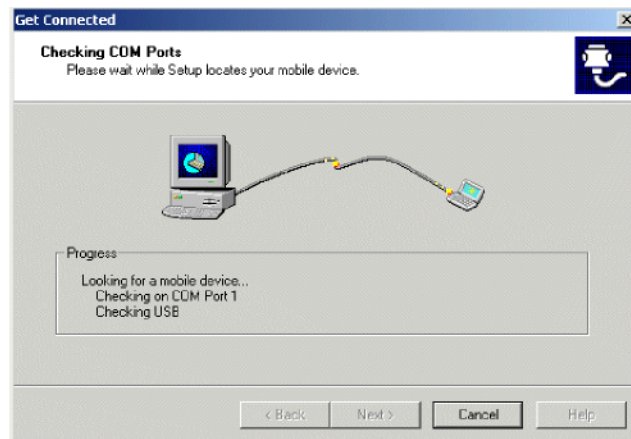 Get Connected
Checking COM Ports
Please wait while Setup locates your mobile device.
Progress
Looking for a mobile device...
Checking on COM Port 1
Checking USB
< Back
Next >
Cancel
Help